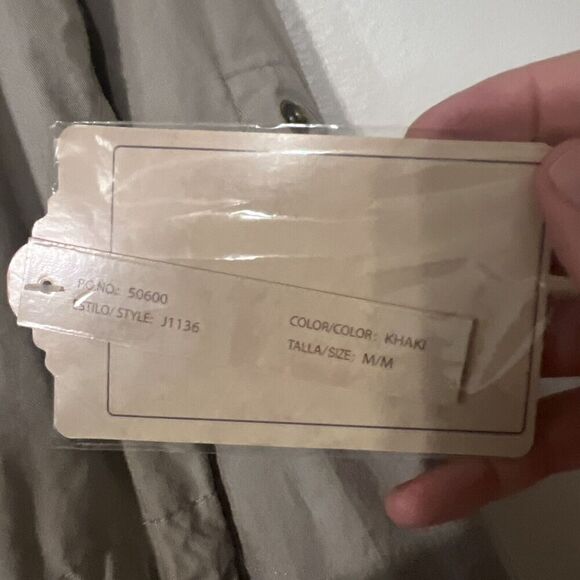 P.O.NO.: 50600
ESTILO/STYLE: J1136
COLOR/COLOR: KHAKI
TALLA/SIZE: M/M